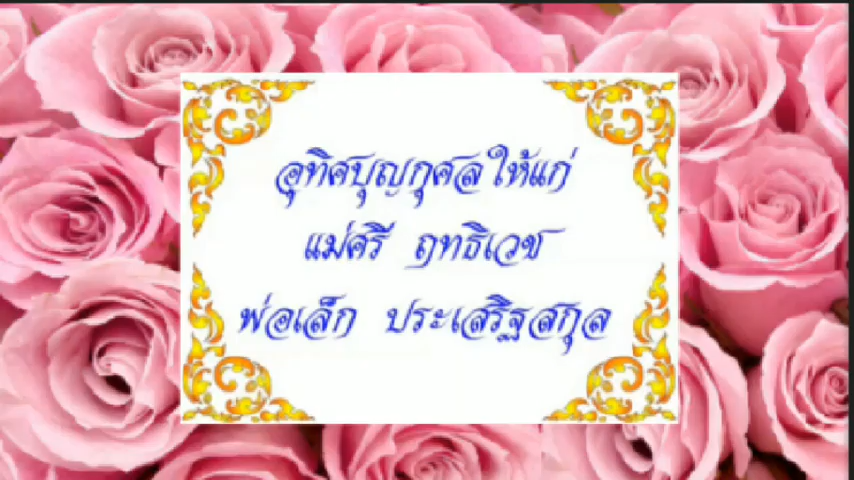 อุทิศบุญกุศลให้แก่
แม่ศรี ฤทธิเวช
พ่อเล็ก ประเสริฐสกุล